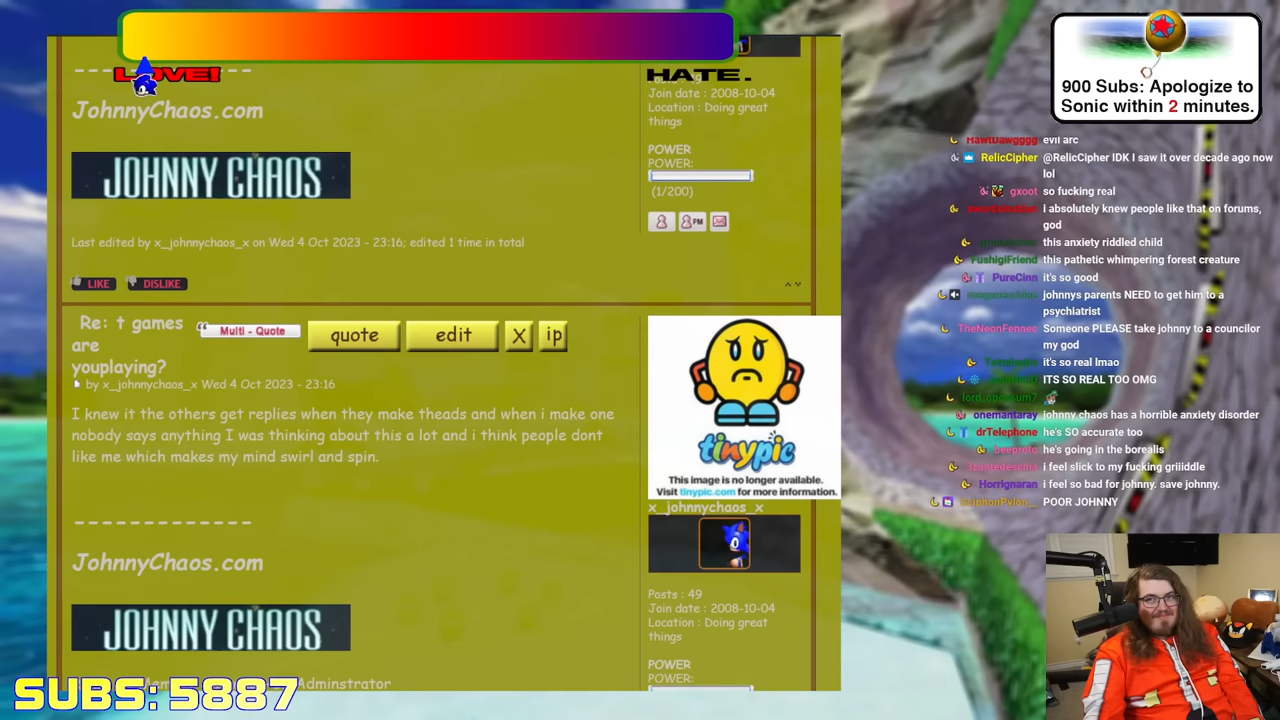 LOVE!
HATE.
JohnnyChaos.com
JOHNNY CHAOS
Join date : 2008-10-04
Location : Doing great
things
POWER
POWER:
(1/200)
PM
Last edited by x_johnnychaos_x on Wed 4 Oct 2023 - 23:16; edited 1 time in total
LIKE
DISLIKE
Re: t games
are
youplaying?
Multi - Quote
quote
edit
X
ip
by x_johnnychaos_x Wed 4 Oct 2023 - 23:16
I knew it the others get replies when they make theads and when i make one
nobody says anything I was thinking about this a lot and i think people dont
like me which makes my mind swirl and spin.
tinypic
This image is no longer available.
Visit tinypic.com for more information.
x_johnnychaos_x
Posts : 49
Join date : 2008-10-04
Location : Doing great
things
POWER
POWER:
JohnnyChaos.com
JOHNNY CHAOS
Adminstrator
SUBS: 5887
900 Subs: Apologize to
Sonic within 2 minutes.
evil arc
RelicCipher @RelicCipher IDK I saw it over decade ago now
lol
gxoot so fucking real
i absolutely knew people like that on forums,
god
this anxiety riddled child
FushigiFriend this pathetic whimpering forest creature
PureCinn it's so good
johnnys parents NEED to get him to a
psychiatrist
TheNeonFennec Someone PLEASE take johnny to a councilor
my god
it's so real lmao
ITS SO REAL TOO OMG
lord_opossum7
onemantaray johnny chaos has a horrible anxiety disorder
drTelephone he's SO accurate too
beeprofo he's going in the borealis
i feel slick to my fucking griiiddle
Horrignaran i feel so bad for johnny. save johnny.
POOR JOHNNY